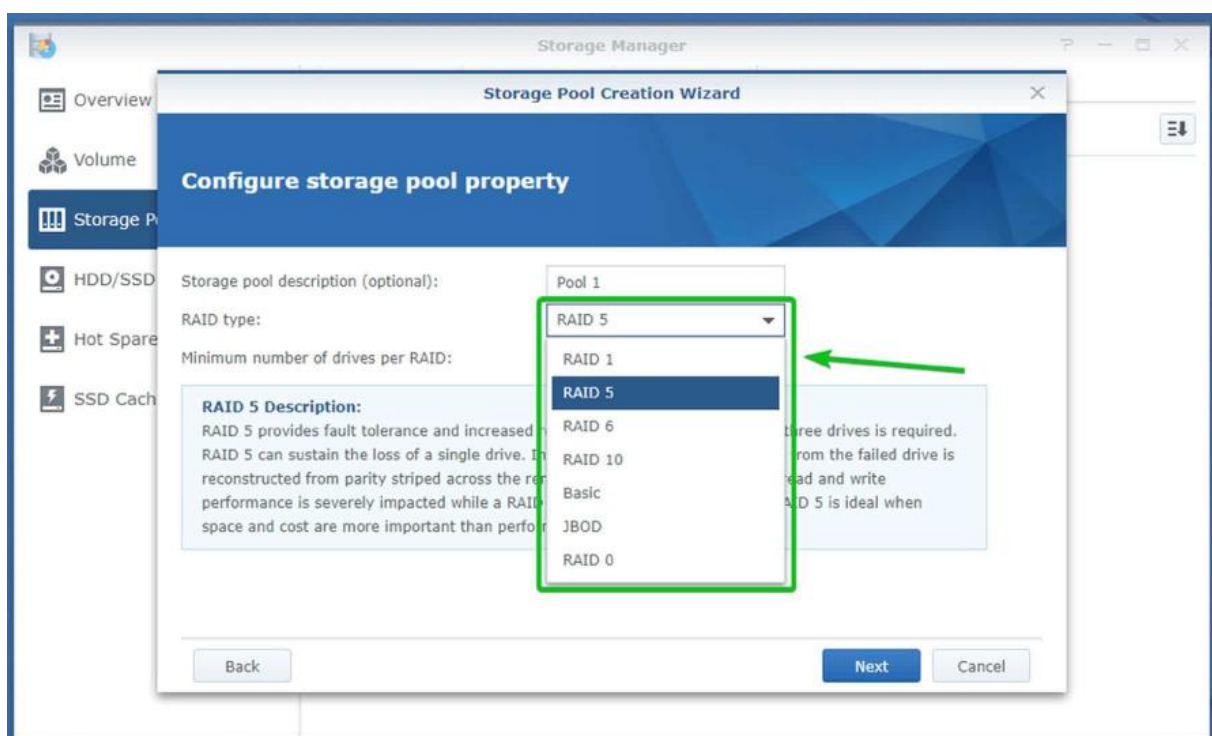 Storage Manager
Overview
Volume
Storage P
HDD/SSD
Hot Spare
SSD Cach
Storage Pool Creation Wizard
Configure storage pool property
Storage pool description (optional):
Pool 1
RAID type:
RAID 5
Minimum number of drives per RAID:
RAID 1
RAID 5
RAID 6
RAID 10
Basic
JBOD
RAID 0
RAID 5 Description:
RAID 5 provides fault tolerance and increased three drives is required.
RAID 5 can sustain the loss of a single drive. from the failed drive is
reconstructed from parity striped across the read and write
performance is severely impacted while a RAID 5 is ideal when
space and cost are more important than
Back
Next
Cancel